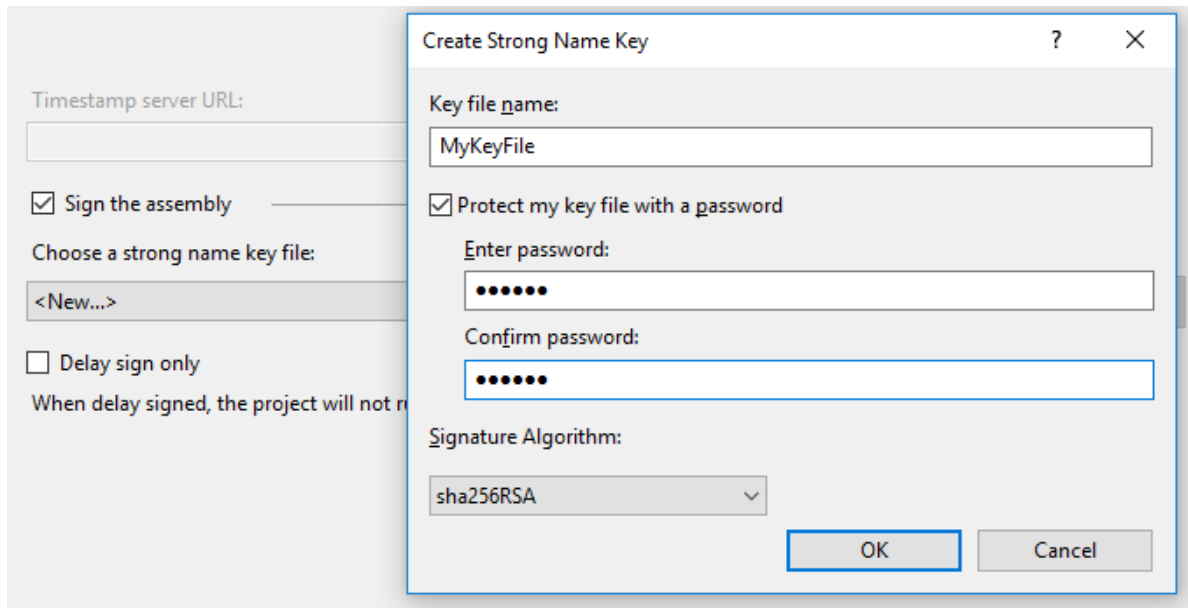 Create Strong Name Key
?
Timestamp server URL:
Key file name:
MyKeyFile
Sign the assembly
Protect my key file with a password
Choose a strong name key file:
Enter password:
●●●●●●
<New...>
Confirm password:
●●●●●●
Delay sign only
When delay signed, the project will not
Signature Algorithm:
sha256RSA
OK
Cancel